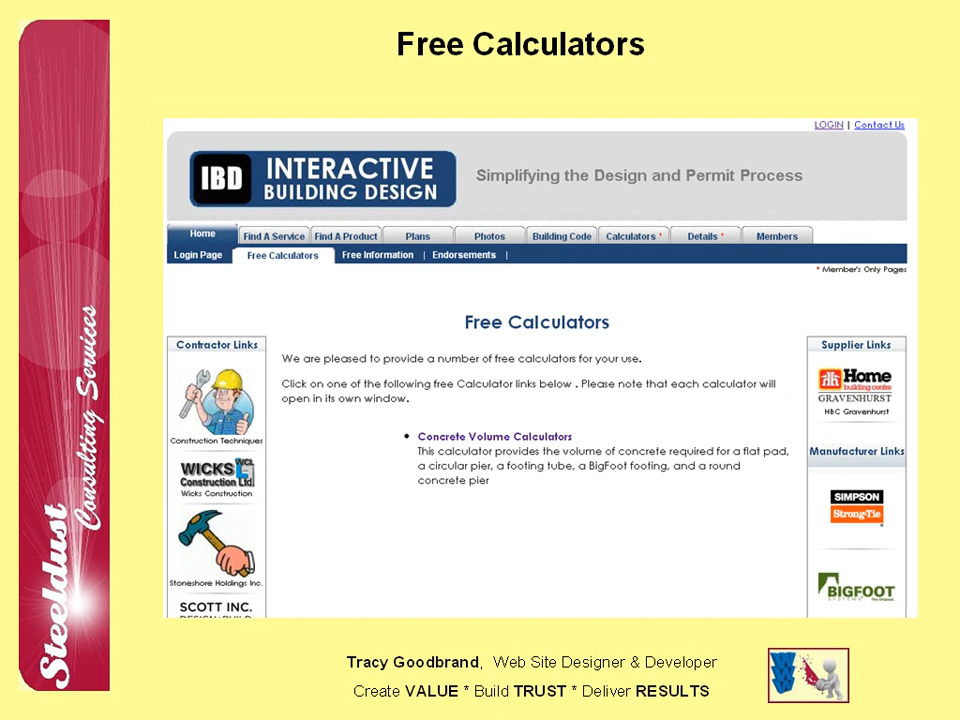 Free Calculators
LOGIN | Contact Us
IBD INTERACTIVE
BUILDING DESIGN
Simplifying the Design and Permit Process
Home Find A Service Find A Product Plans Photos Building Code Calculators * Details * Members
Login Page Free Calculators Free Information | Endorsements |
* Member's Only Pages
Free Calculators
Contractor Links
Construction Techniques
WICKS WCL
Construction Ltd.
Wicks Construction
Stoneshore Holdings Inc.
SCOTT INC.
DESIGN BUILD
We are pleased to provide a number of free calculators for your use.
Click on one of the following free Calculator links below . Please note that each calculator will
open in its own window.
• Concrete Volume Calculators
This calculator provides the volume of concrete required for a flat pad,
a circular pier, a footing tube, a BigFoot footing, and a round
concrete pier
Supplier Links
Home
building centre
GRAVENHURST
HBC Gravenhurst
Manufacturer Links
SIMPSON
Strong-Tie
BIGFOOT
SYSTEMS The Original.
Steeldust
Consulting Services
Tracy Goodbrand, Web Site Designer & Developer
Create VALUE * Build TRUST * Deliver RESULTS